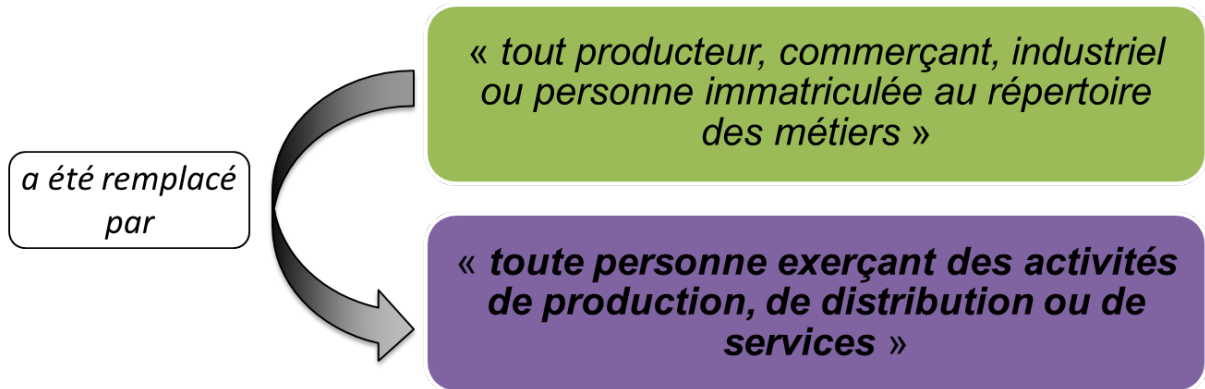 « tout producteur, commerçant, industriel
ou personne immatriculée au répertoire
des métiers »
a été remplacé
par
« toute personne exerçant des activités
de production, de distribution ou de
services »